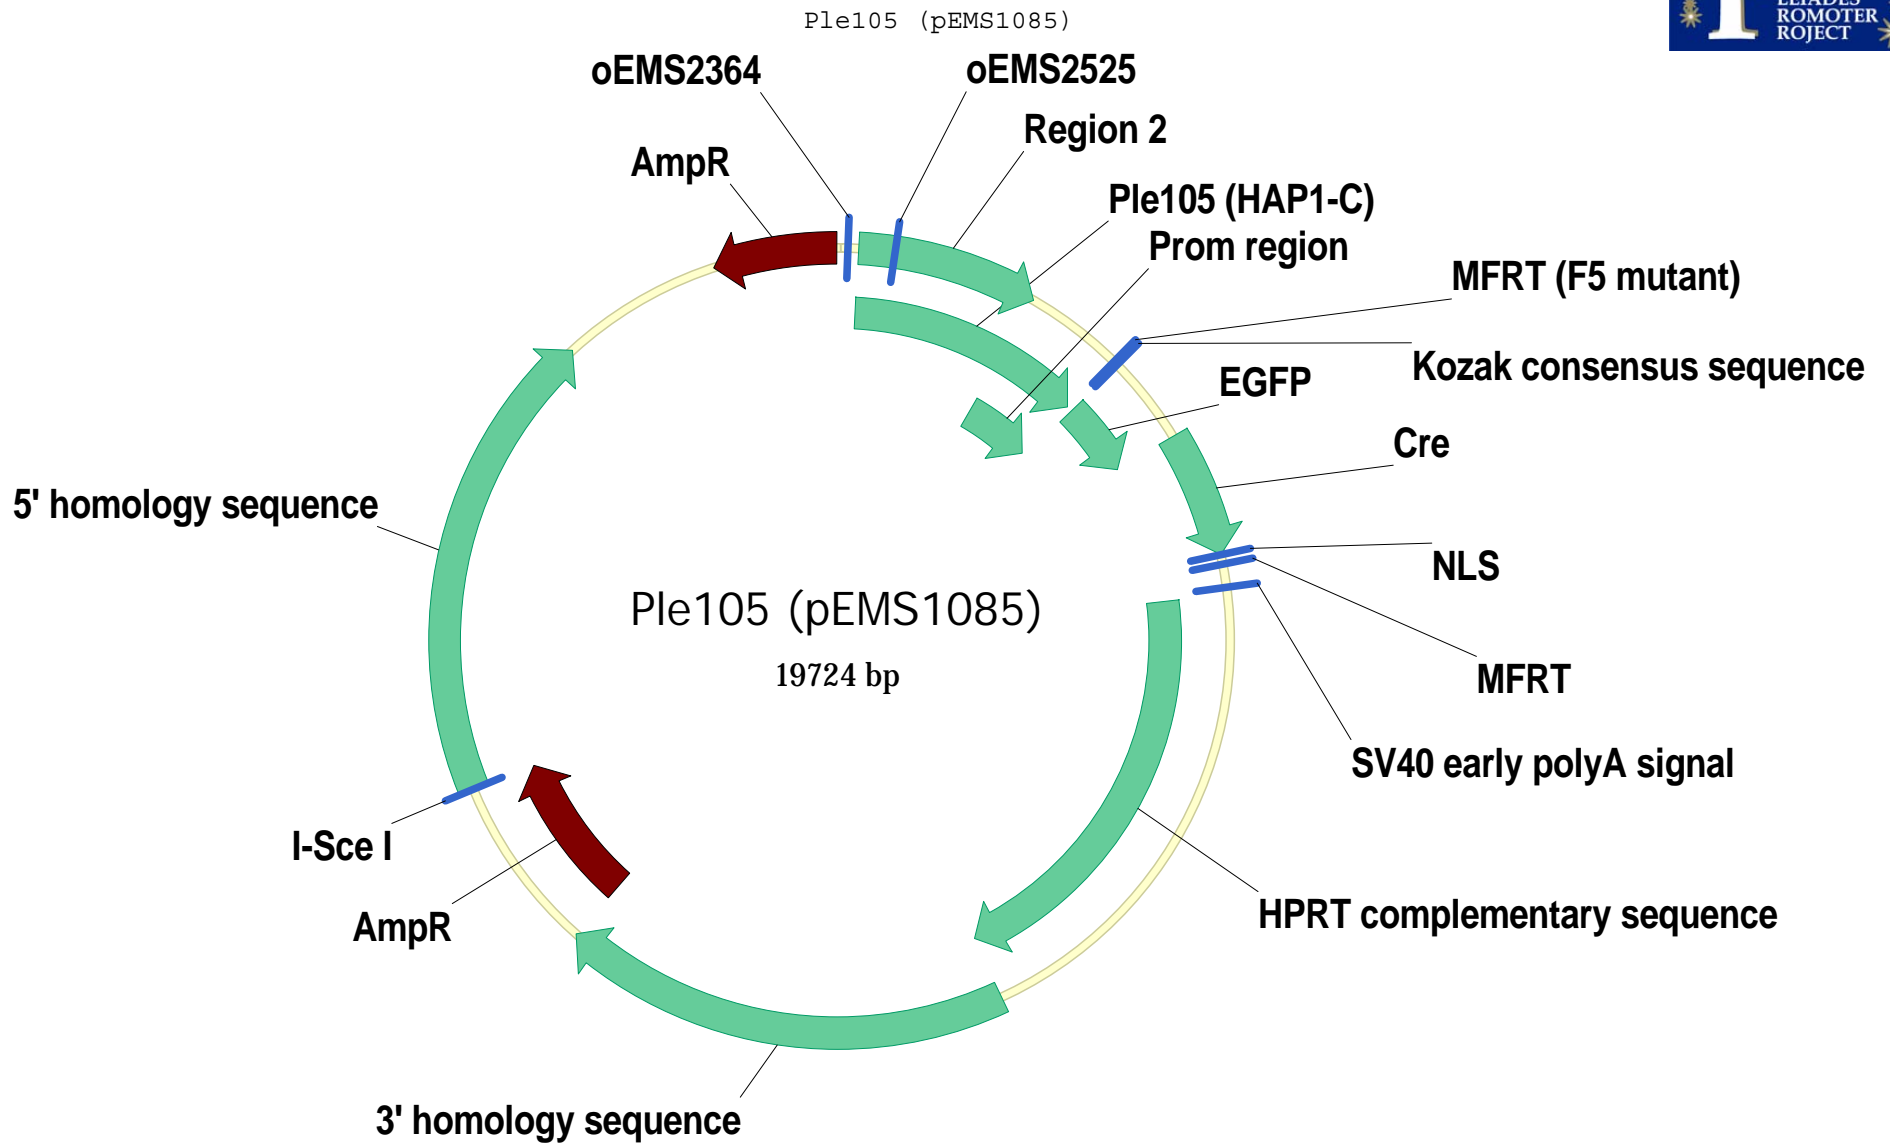 Ple105 (pEMS1085)
ROMOTER
ROJECT
oEMS2364
oEMS2525
Region 2
AmpR
Ple105 (HAP1-C)
Prom region
MFRT (F5 mutant)
Kozak consensus sequence
EGFP
Cre
5' homology sequence
NLS
Ple105 (pEMS1085)
19724 bp
MFRT
SV40 early polyA signal
I-Sce I
AmpR
HPRT complementary sequence
3' homology sequence